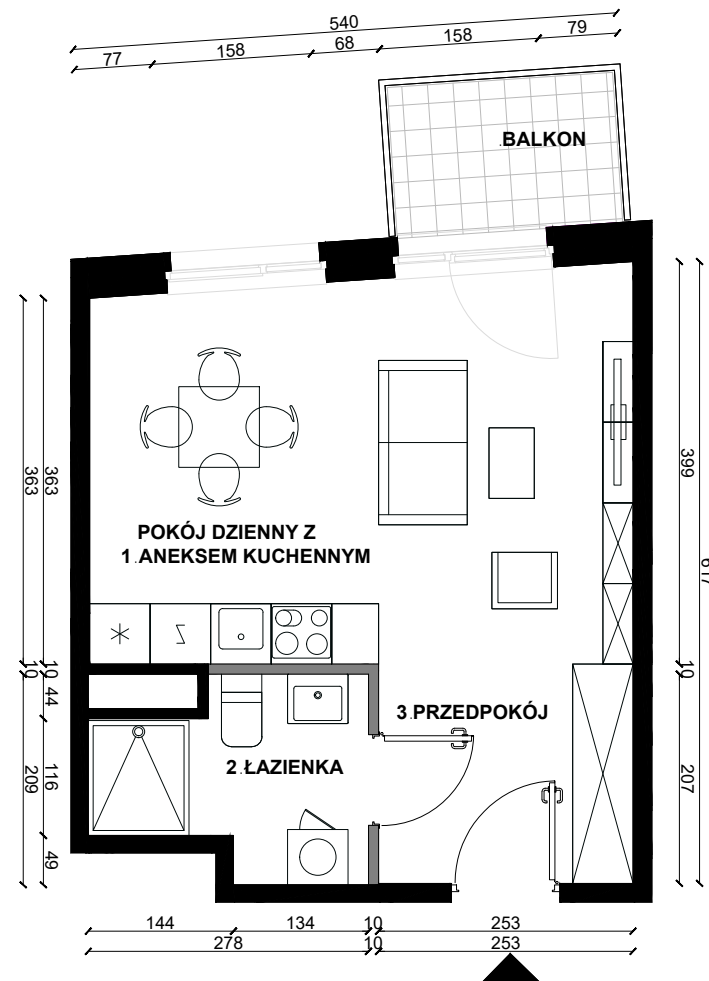 540
77 158 68 158 79
BALKON
363 363
399
617
POKÓJ DZIENNY Z
1.ANEKSEM KUCHENNYM
10 10
10
44
3.PRZEDPOKÓJ
2.ŁAZIENKA
209 116
207
49
144 134 10 253
278 10 253